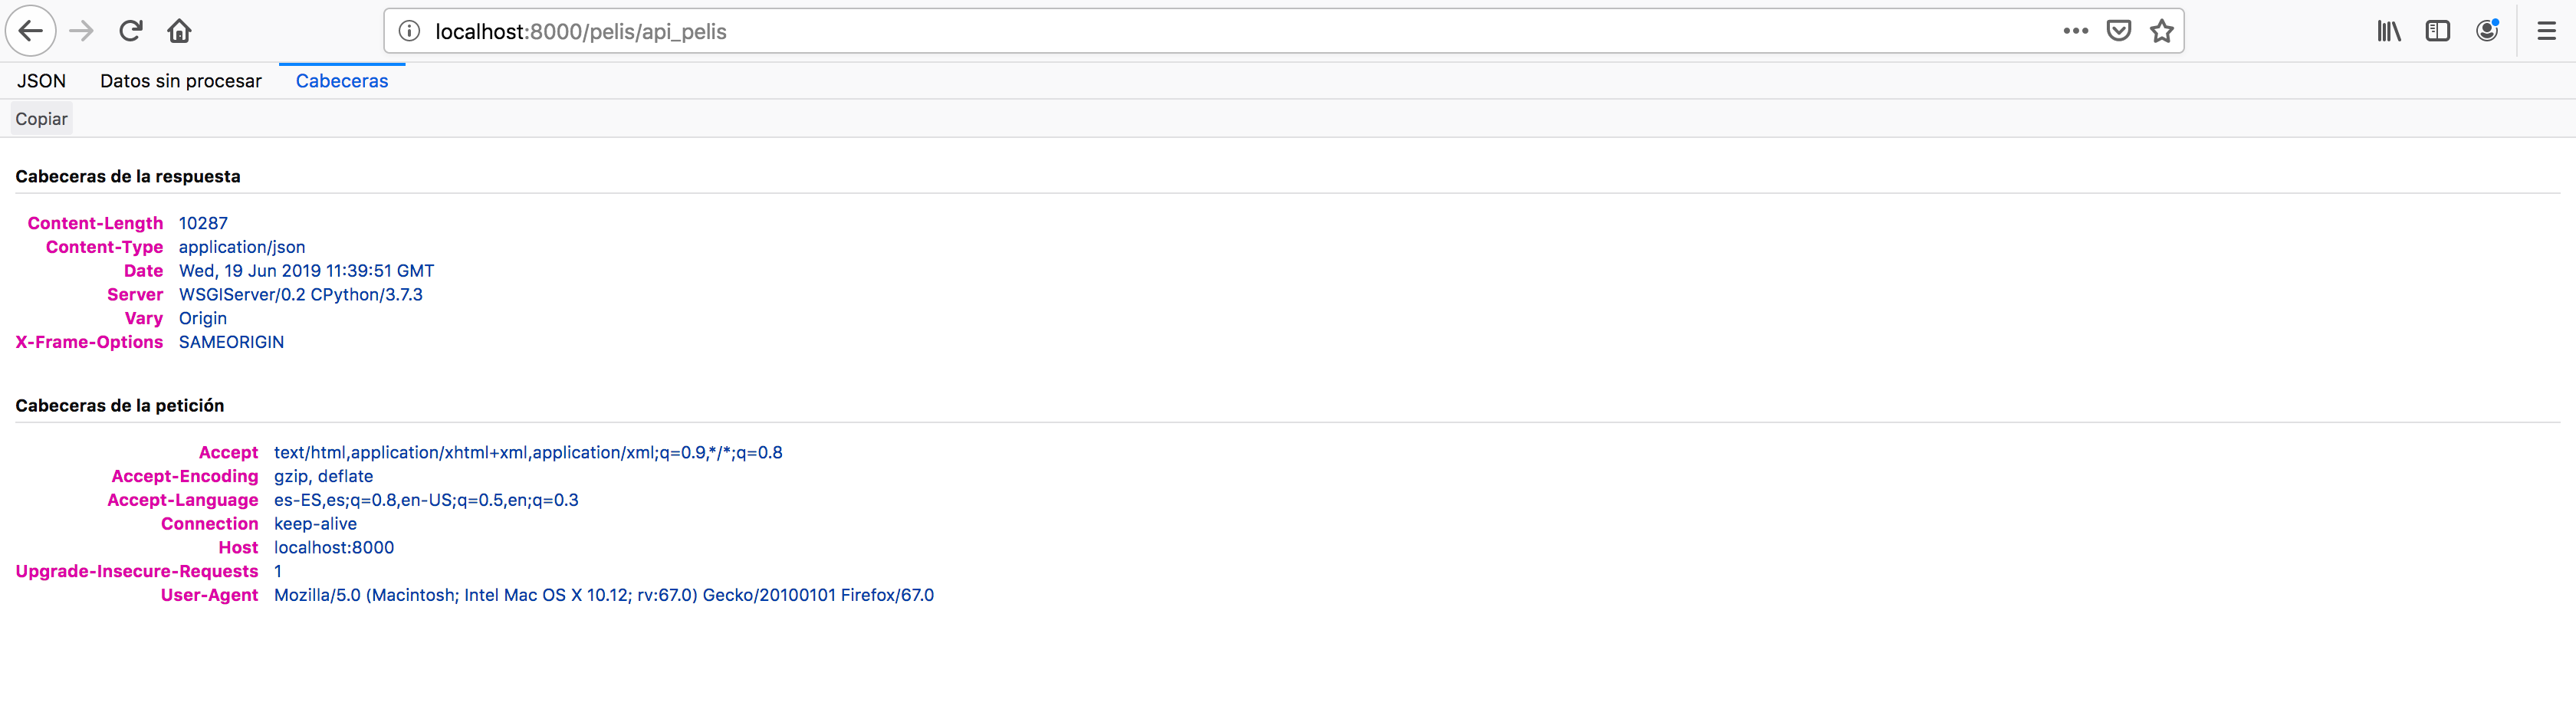 localhost:8000/pelis/api_pelis
JSON Datos sin procesar Cabeceras
Copiar
Cabeceras de la respuesta
Content-Length 10287
Content-Type application/json
Date Wed, 19 Jun 2019 11:39:51 GMT
Server WSGIServer/0.2 CPython/3.7.3
Vary Origin
X-Frame-Options SAMEORIGIN
Cabeceras de la petición
Accept text/html,application/xhtml+xml,application/xml;q=0.9,*/*;q=0.8
Accept-Encoding gzip, deflate
Accept-Language es-ES,es;q=0.8,en-US;q=0.5,en;q=0.3
Connection keep-alive
Host localhost:8000
Upgrade-Insecure-Requests 1
User-Agent Mozilla/5.0 (Macintosh; Intel Mac OS X 10.12; rv:67.0) Gecko/20100101 Firefox/67.0